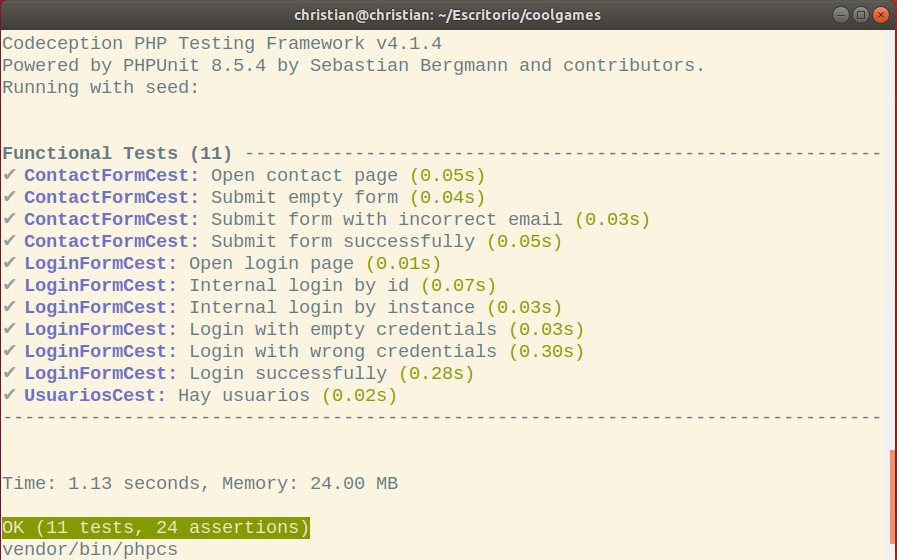 christian@christian: ~/Escritorio/coolgames
Codeception PHP Testing Framework v4.1.4
Powered by PHPUnit 8.5.4 by Sebastian Bergmann and contributors.
Running with seed:
Functional Tests (11) ----------------------------------------------------------
✔ ContactFormCest: Open contact page (0.05s)
✔ ContactFormCest: Submit empty form (0.04s)
✔ ContactFormCest: Submit form with incorrect email (0.03s)
✔ ContactFormCest: Submit form successfully (0.05s)
✔ LoginFormCest: Open login page (0.01s)
✔ LoginFormCest: Internal login by id (0.07s)
✔ LoginFormCest: Internal login by instance (0.03s)
✔ LoginFormCest: Login with empty credentials (0.03s)
✔ LoginFormCest: Login with wrong credentials (0.30s)
✔ LoginFormCest: Login successfully (0.28s)
✔ UsuariosCest: Hay usuarios (0.02s)
--------------------------------------------------------------------------------
Time: 1.13 seconds, Memory: 24.00 MB
OK (11 tests, 24 assertions)
vendor/bin/phpcs